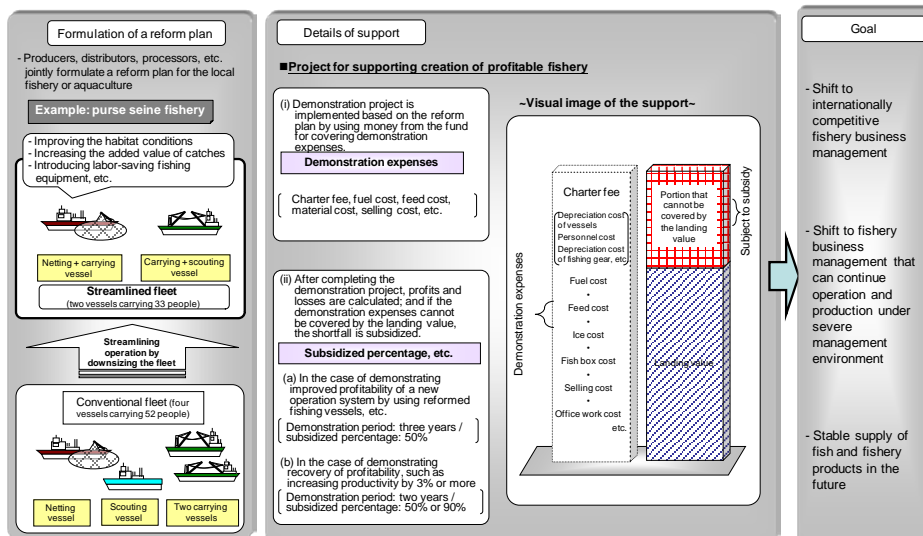 Formulation of a reform plan
- Producers, distributors, processors, etc.
jointly formulate a reform plan for the local
fishery or aquaculture
Example: purse seine fishery
- Improving the habitat conditions
- Increasing the added value of catches
- Introducing labor-saving fishing
equipment, etc.
Netting + carrying
vessel
Carrying + scouting
vessel
Streamlined fleet
(two vessels carrying 33 people)
Streamlining
operation by
downsizing the fleet
Conventional fleet (four
vessels carrying 52 people)
Netting
vessel
Scouting
vessel
Two carrying
vessels
Details of support
■Project for supporting creation of profitable fishery
(i) Demonstration project is
implemented based on the reform
plan by using money from the fund
for covering demonstration
expenses.
Demonstration expenses
Charter fee, fuel cost, feed cost,
material cost, selling cost, etc.
(ii) After completing the
demonstration project, profits and
losses are calculated; and if the
demonstration expenses cannot
be covered by the landing value,
the shortfall is subsidized.
Subsidized percentage, etc.
(a) In the case of demonstrating
improved profitability of a new
operation system by using reformed
fishing vessels, etc.
Demonstration period: three years /
subsidized percentage: 50%
(b) In the case of demonstrating
recovery of profitability, such as
increasing productivity by 3% or more
Demonstration period: two years /
subsidized percentage: 50% or 90%
~Visual image of the support~
Demonstration expenses
Charter fee
Depreciation cost
of vessels
Personnel cost
Depreciation cost
of fishing gear, etc.
Fuel cost
・
Feed cost
・
Ice cost
・
Fish box cost
・
Selling cost
・
Office work cost
etc.
Portion that
cannot be
covered by
the landing
value
Landing value
Subject to subsidy
Goal
- Shift to
internationally
competitive
fishery business
management
- Shift to fishery
business
management that
can continue
operation and
production under
severe
management
environment
- Stable supply of
fish and fishery
products in the
future